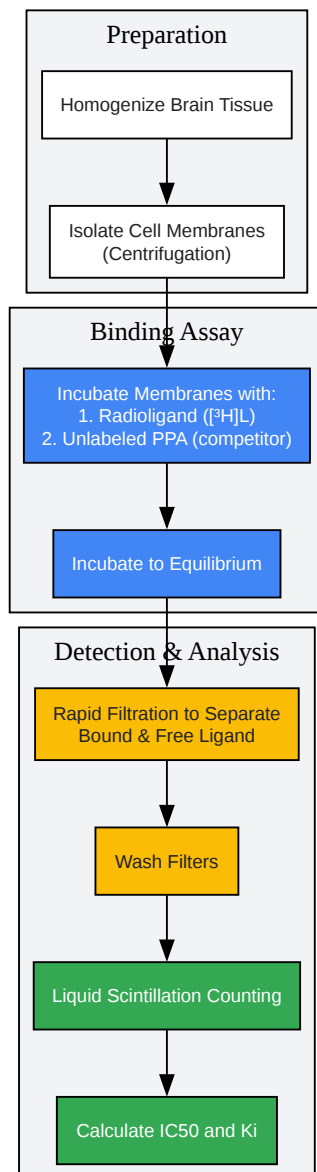 Preparation
Homogenize Brain Tissue
Isolate Cell Membranes
(Centrifugation)
Binding Assay
Incubate Membranes with:
1. Radioligand ([³H]L)
2. Unlabeled PPA (competitor)
Incubate to Equilibrium
Detection & Analysis
Rapid Filtration to Separate
Bound & Free Ligand
Wash Filters
Liquid Scintillation Counting
Calculate IC50 and Ki